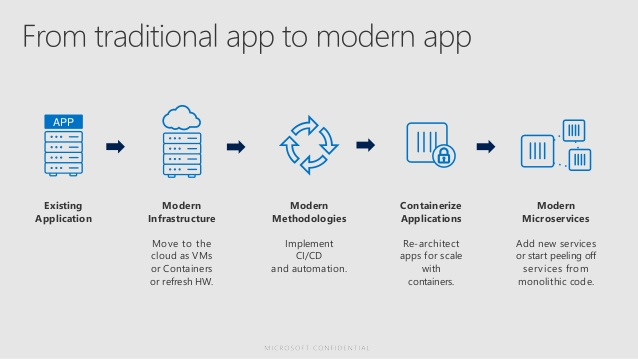 From traditional app to modern app
APP
Existing
Application
Modern
Infrastructure
Move to the
cloud as VMs
or Containers
or refresh HW.
Modern
Methodologies
Implement
CI/CD
and automation.
Containerize
Applications
Re-architect
apps for scale
with
containers.
Modern
Microservices
Add new services
or start peeling off
services from
monolithic code.
MICROSOFT CONFIDENTIAL